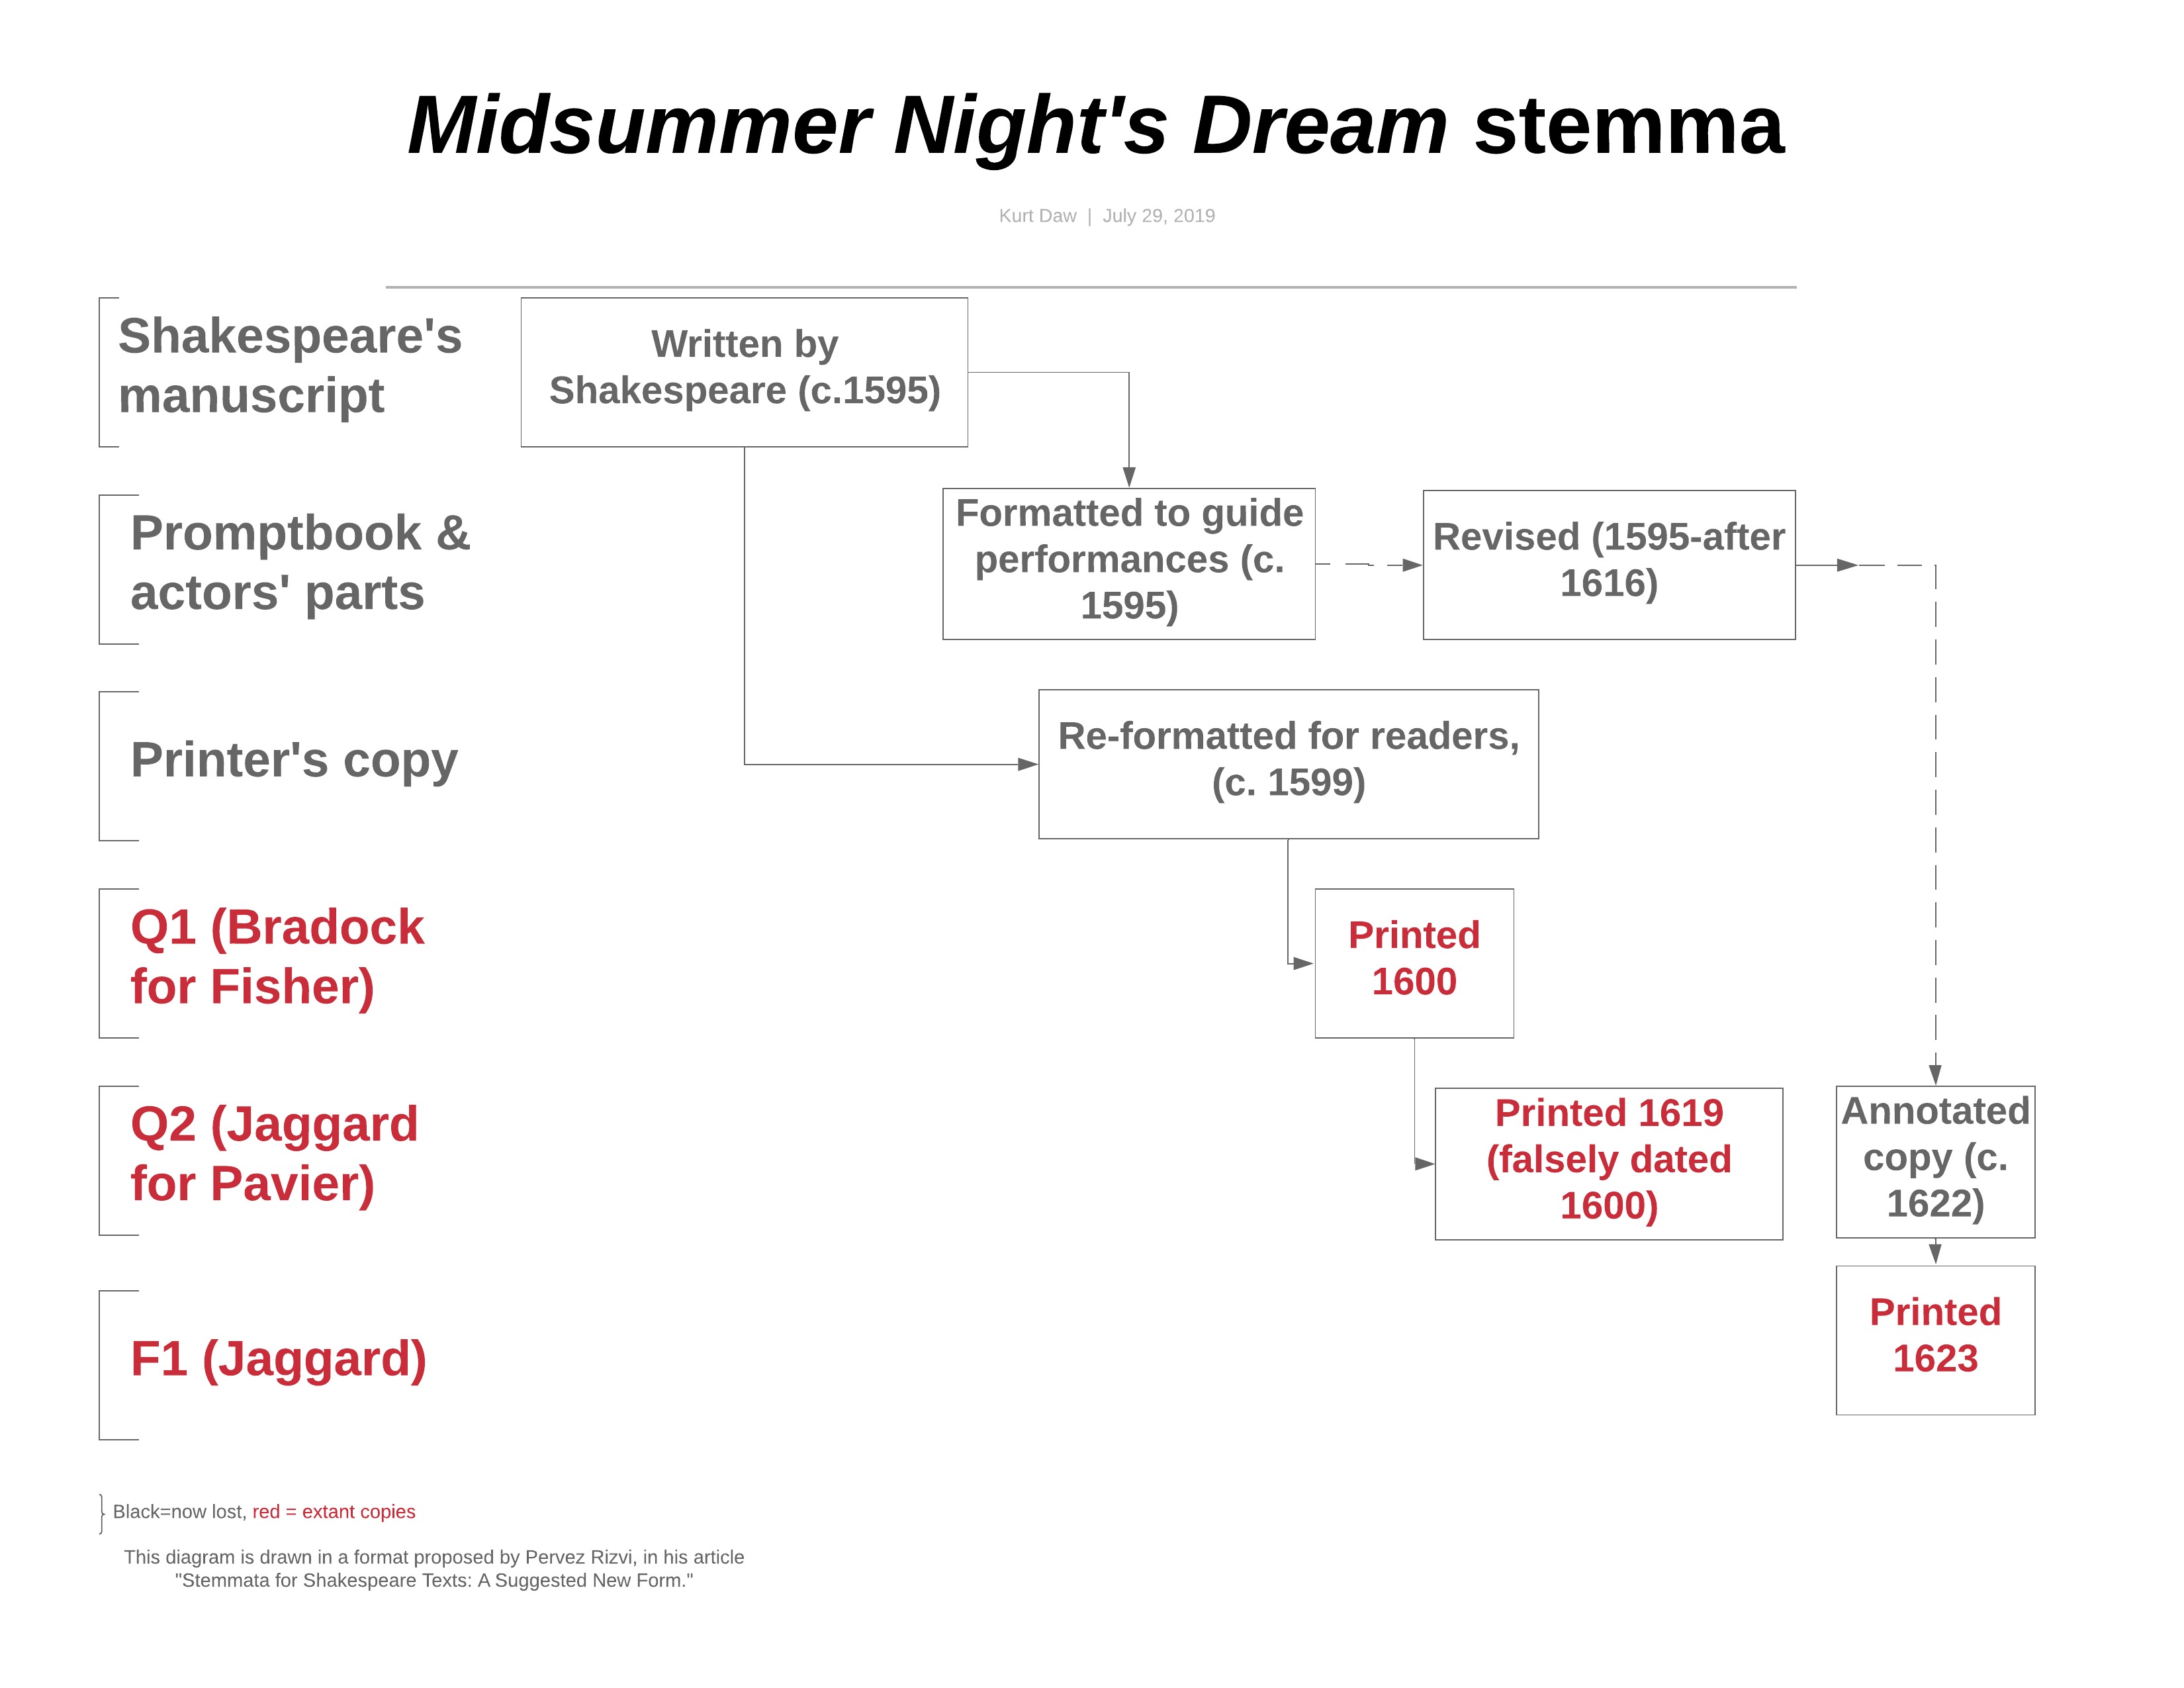 Midsummer Night's Dream stemma
Kurt Daw | July 29, 2019
Shakespeare's
manuscript
Written by
Shakespeare (c.1595)
Promptbook &
actors' parts
Formatted to guide
performances (c.
1595)
Revised (1595-after
1616)
Printer's copy
Re-formatted for readers,
(c. 1599)
Q1 (Bradock
for Fisher)
Printed
1600
Q2 (Jaggard
for Pavier)
Printed 1619
(falsely dated
1600)
Annotated
copy (c.
1622)
F1 (Jaggard)
Printed
1623
Black=now lost, red = extant copies
This diagram is drawn in a format proposed by Pervez Rizvi, in his article
"Stemmata for Shakespeare Texts: A Suggested New Form."